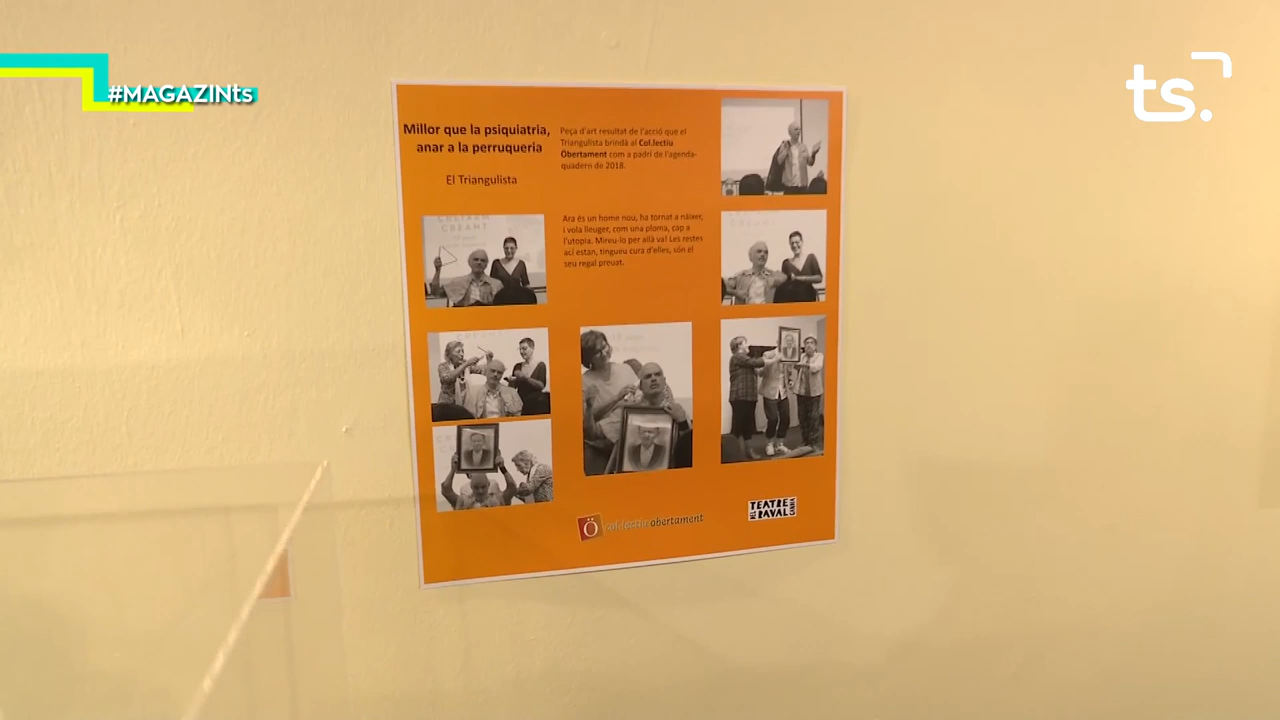 #MAGAZINts
ts.
Millor que la psiquiatria,
anar a la perruqueria
El Triangulista
Peça d'art resultat de l'acció que el
Triangulista brindà al Col.lectiu
Obertament com a padrí de l'agenda-
quadern de 2018.
Ara és un home nou, ha tornat a nàixer,
i vola lleuger, com una ploma, cap a
l'utopia. Mireu-lo per allà va! Les restes
ací estan, tingueu cura d'elles, són el
seu regal preuat.
CREANT
Ö col·lectiu obertament
TEATRE
DEL RAVAL
GANDIA